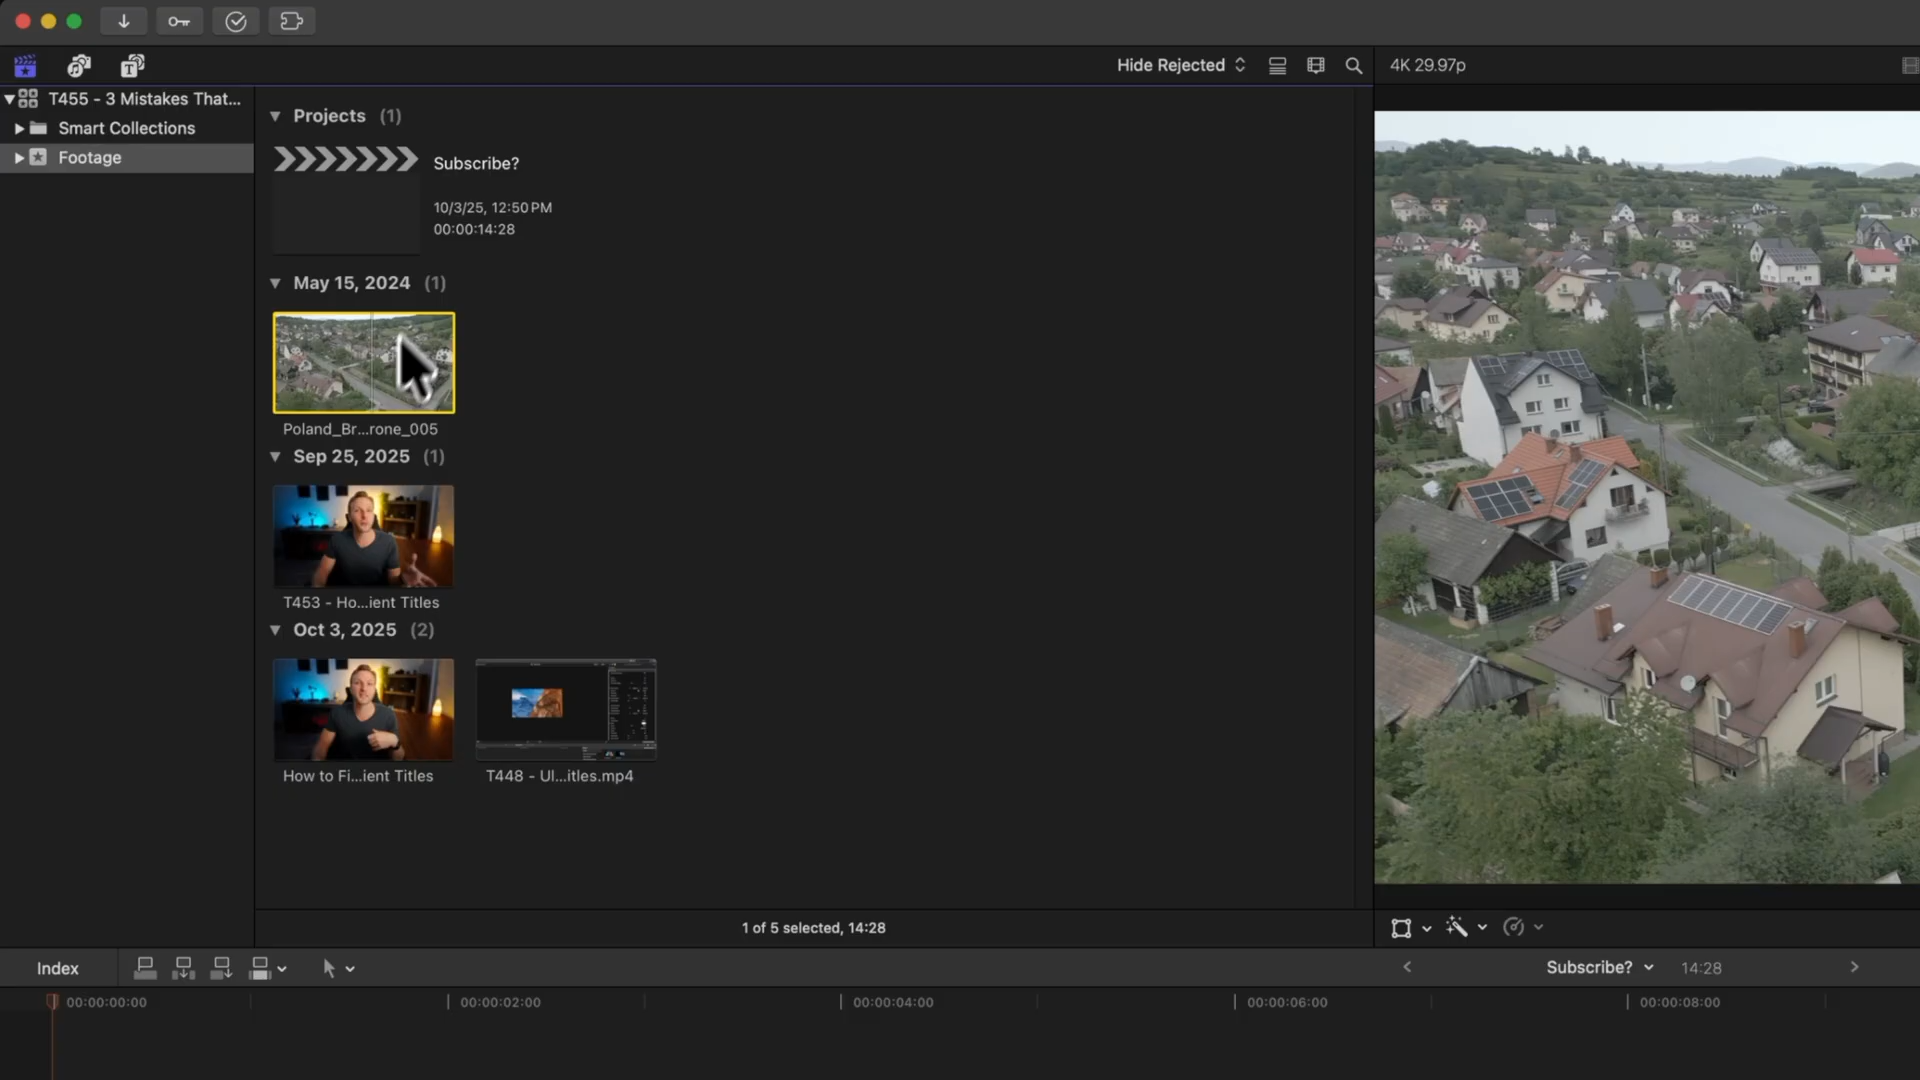 Hide Rejected
4K 29.97p
T455 - 3 Mistakes That...
Smart Collections
Footage
Projects (1)
Subscribe?
10/3/25, 12:50 PM
00:00:14:28
May 15, 2024 (1)
Poland_Br...rone_005
Sep 25, 2025 (1)
T453 - Ho...ient Titles
Oct 3, 2025 (2)
How to Fi...ient Titles
T448 - Ul...itles.mp4
1 of 5 selected, 14:28
Index
Subscribe?
14:28
00:00:00:00
00:00:02:00
00:00:04:00
00:00:06:00
00:00:08:00